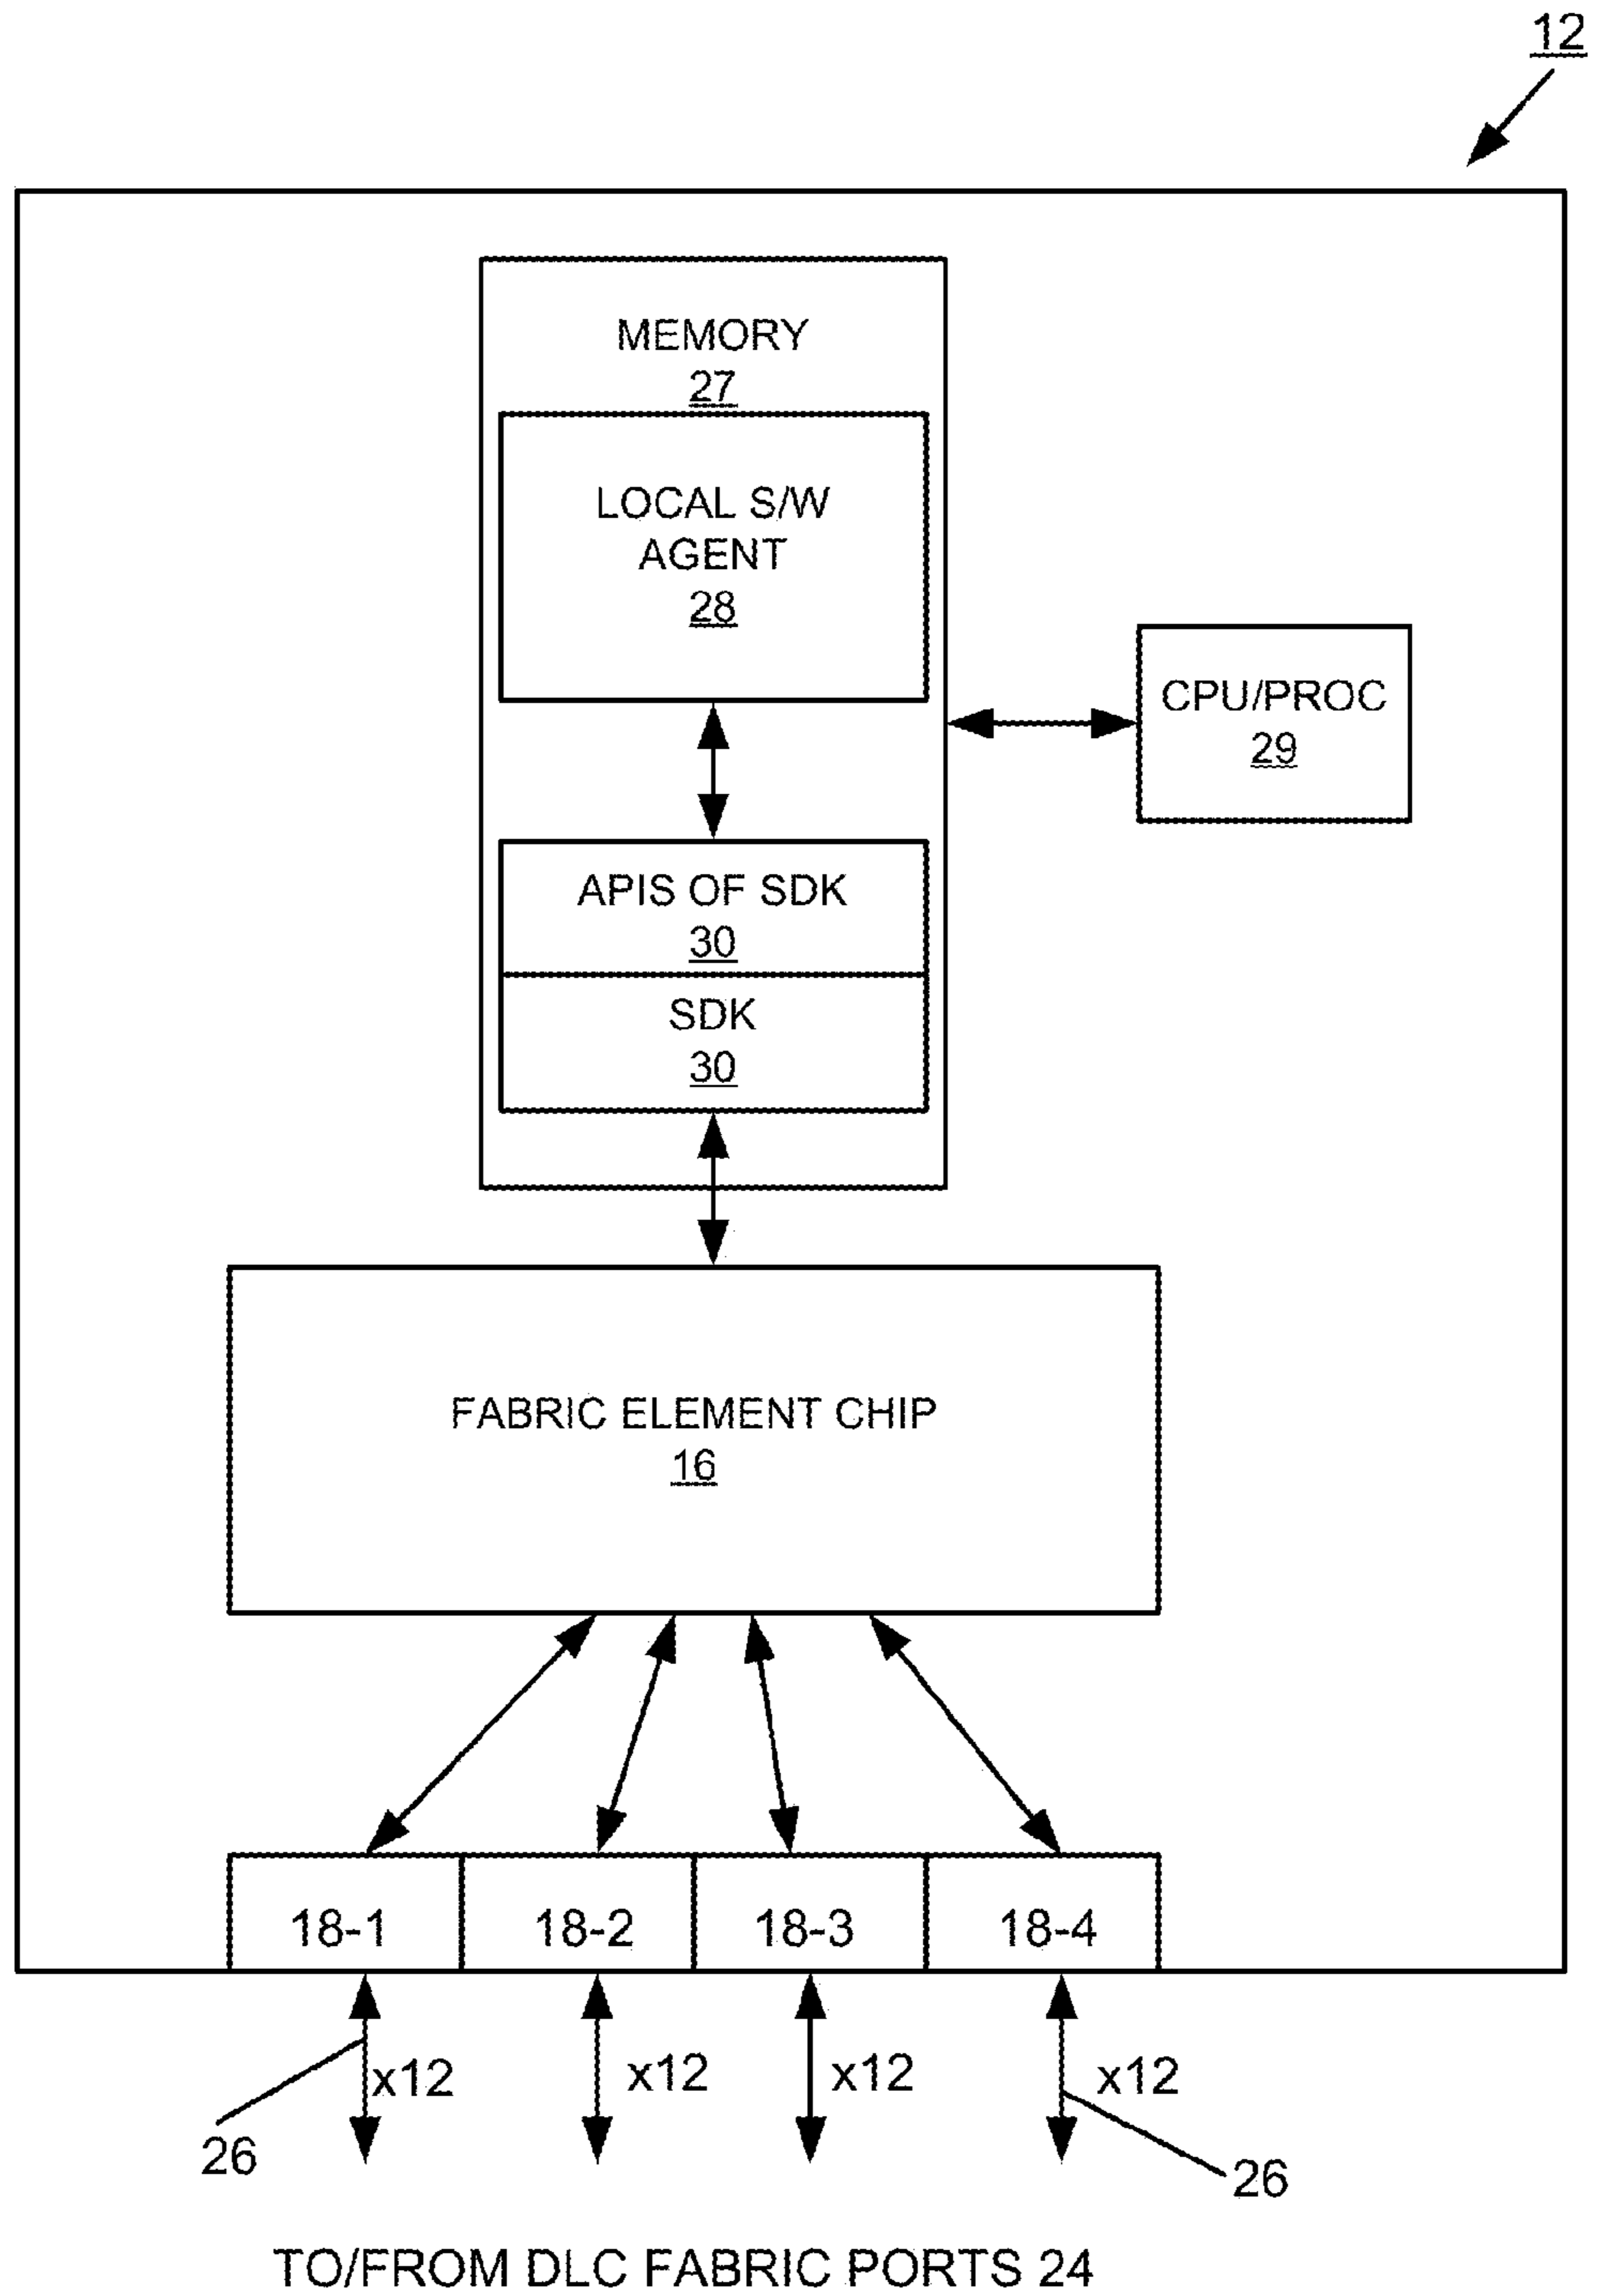 12
MEMORY
27
LOCAL S/W
AGENT
28
CPU/PROC
29
APIS OF SDK
30
SDK
30
FABRIC ELEMENT CHIP
16
18-1 18-2 18-3 18-4
x12 x12 x12 x12
26 26
TO/FROM DLC FABRIC PORTS 24